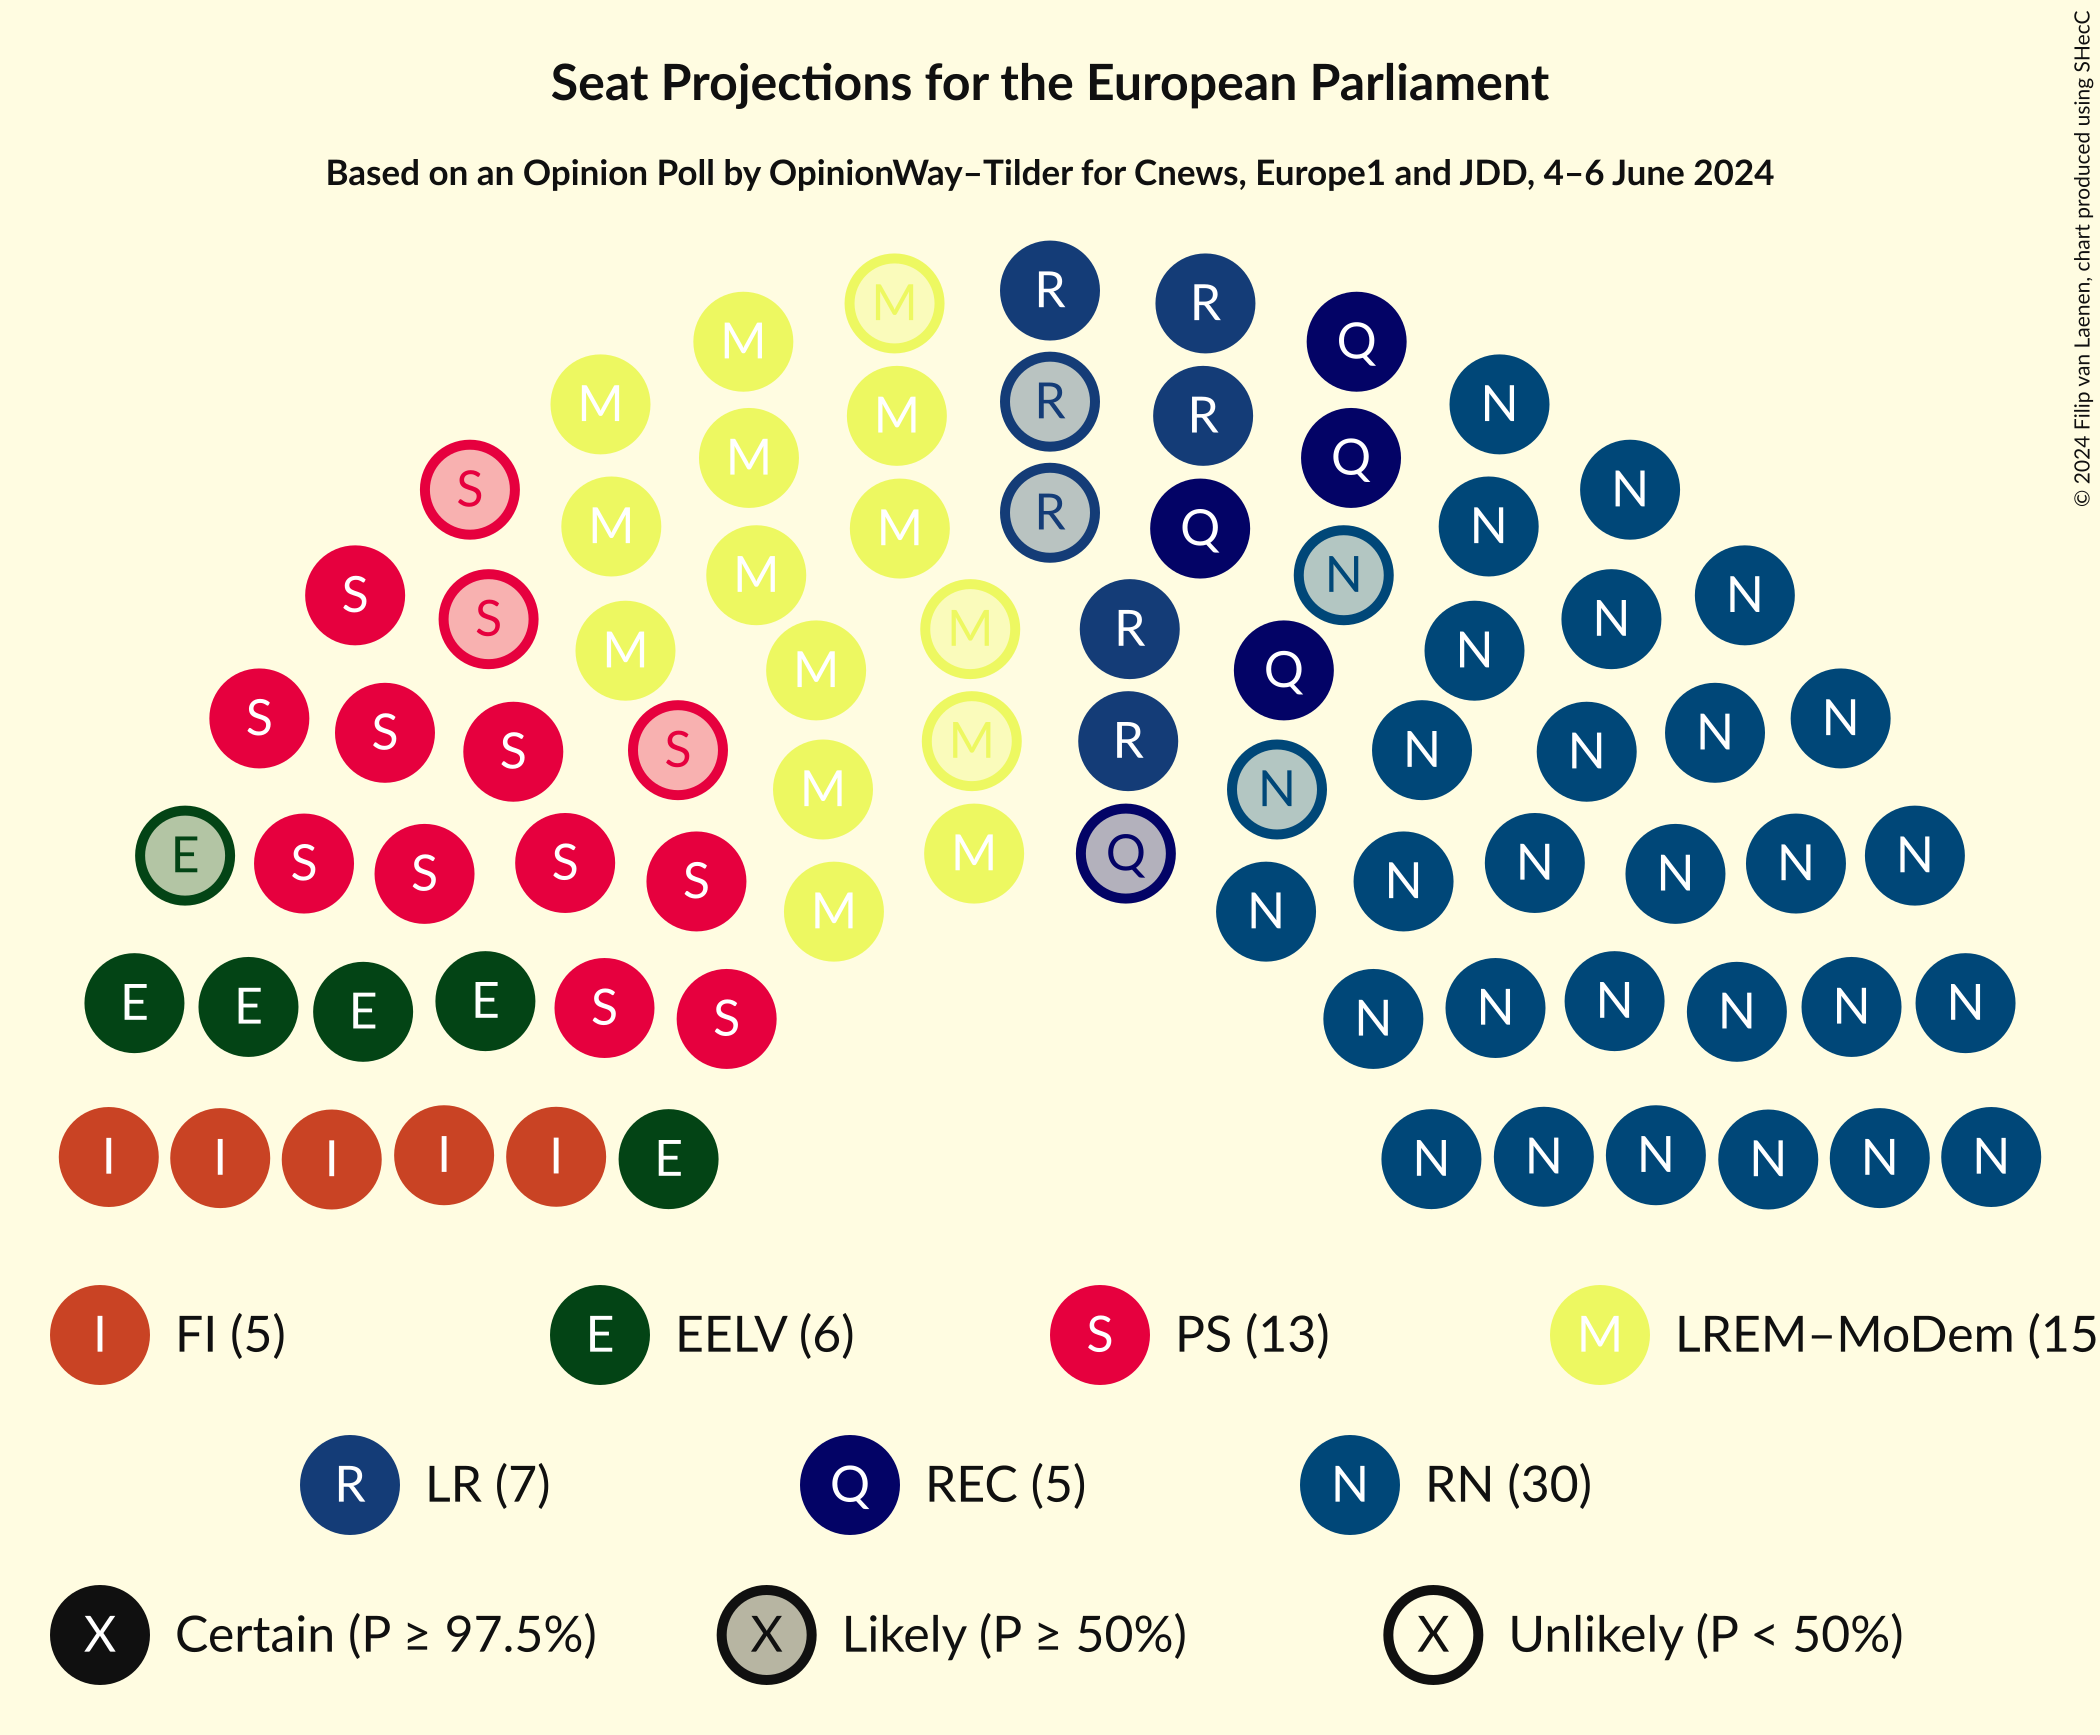 Seat Projections for the European Parliament
Based on an Opinion Poll by OpinionWay–Tilder for Cnews, Europe1 and JDD, 4–6 June 2024
© 2024 Filip van Laenen, chart produced using SHecC
M R R
M Q
M R N
M M R Q
S M M Q N
M R N
S M N
S S M M R N N
M Q
S S S S M R N N N N
M N
E S S S S M Q N N N N N
M N
E E E E S S N N N N N N
I I I I I E N N N N N N
I FI (5) E EELV (6) S PS (13) M LREM–MoDem (15
R LR (7) Q REC (5) N RN (30)
X Certain (P ≥ 97.5%) X Likely (P ≥ 50%) X Unlikely (P < 50%)